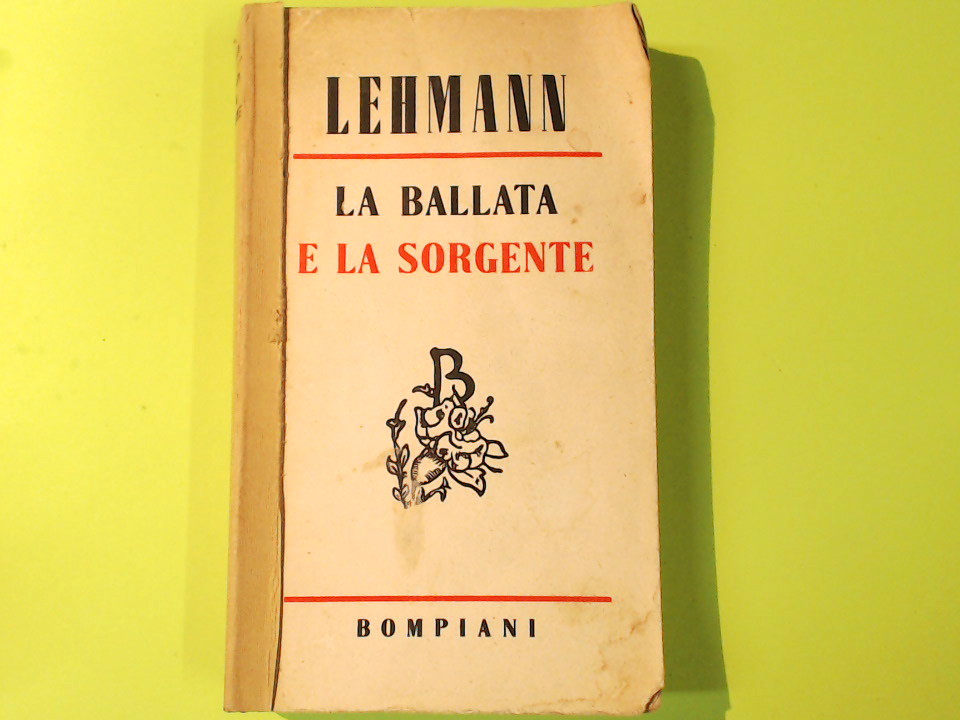 LEHMANN
LA BALLATA
E LA SORGENTE
B
BOMPIANI